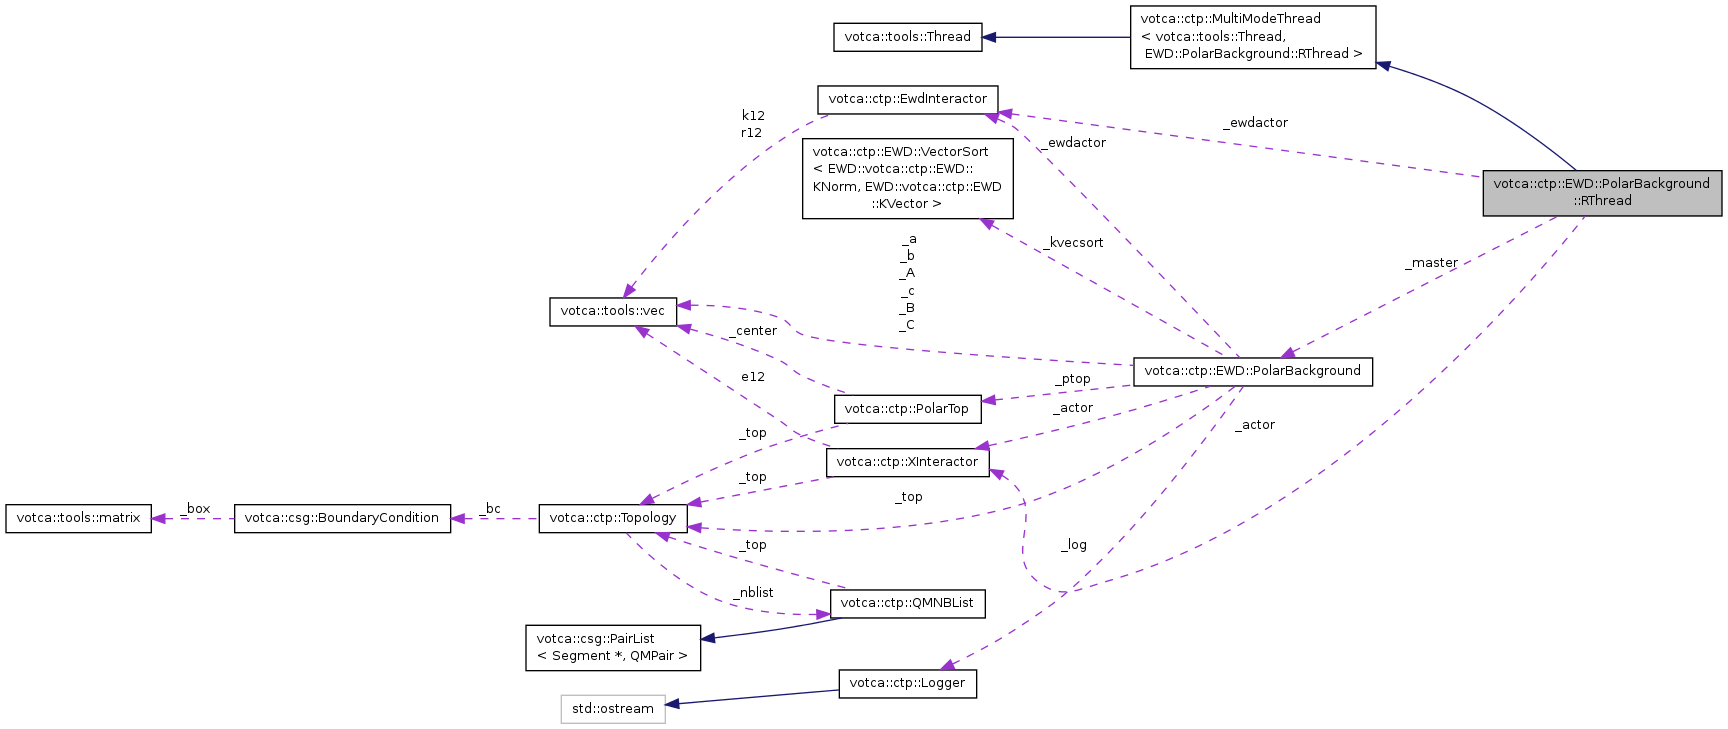 votca::tools::Thread
votca::ctp::MultiModeThread
< votca::tools::Thread,
EWD::PolarBackground::RThread >
votca::ctp::EwdInteractor
k12
r12
_ewdactor
_ewdactor
votca::ctp::EWD::VectorSort
< EWD::votca::ctp::EWD::
KNorm, EWD::votca::ctp::EWD
::KVector >
votca::ctp::EWD::PolarBackground
::RThread
_kvecsort
_a
_b
_A
_c
_B
_C
_master
votca::tools::vec
_center
votca::ctp::EWD::PolarBackground
e12
_ptop
votca::ctp::PolarTop
_actor
_actor
_top
votca::ctp::XInteractor
_top
_top
votca::tools::matrix
_box
votca::csg::BoundaryCondition
_bc
votca::ctp::Topology
_top
_log
_nblist
votca::ctp::QMNBList
votca::csg::PairList
< Segment *, QMPair >
votca::ctp::Logger
std::ostream